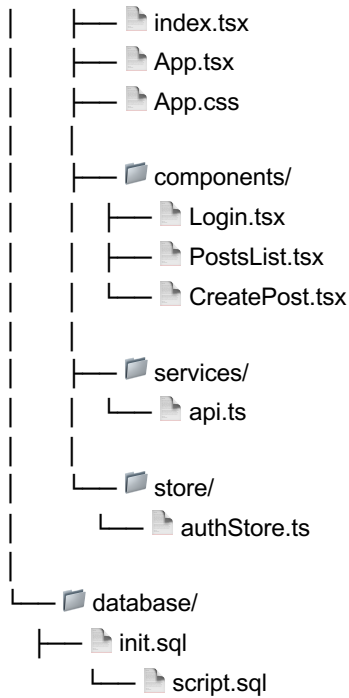 │ ├── 📄 index.tsx
│ ├── 📄 App.tsx
│ ├── 📄 App.css
│ │
│ ├── 📁 components/
│ │ ├── 📄 Login.tsx
│ │ ├── 📄 PostsList.tsx
│ │ └── 📄 CreatePost.tsx
│ │
│ ├── 📁 services/
│ │ └── 📄 api.ts
│ │
│ └── 📁 store/
│ └── 📄 authStore.ts
│
└── 📁 database/
├── 📄 init.sql
└── 📄 script.sql